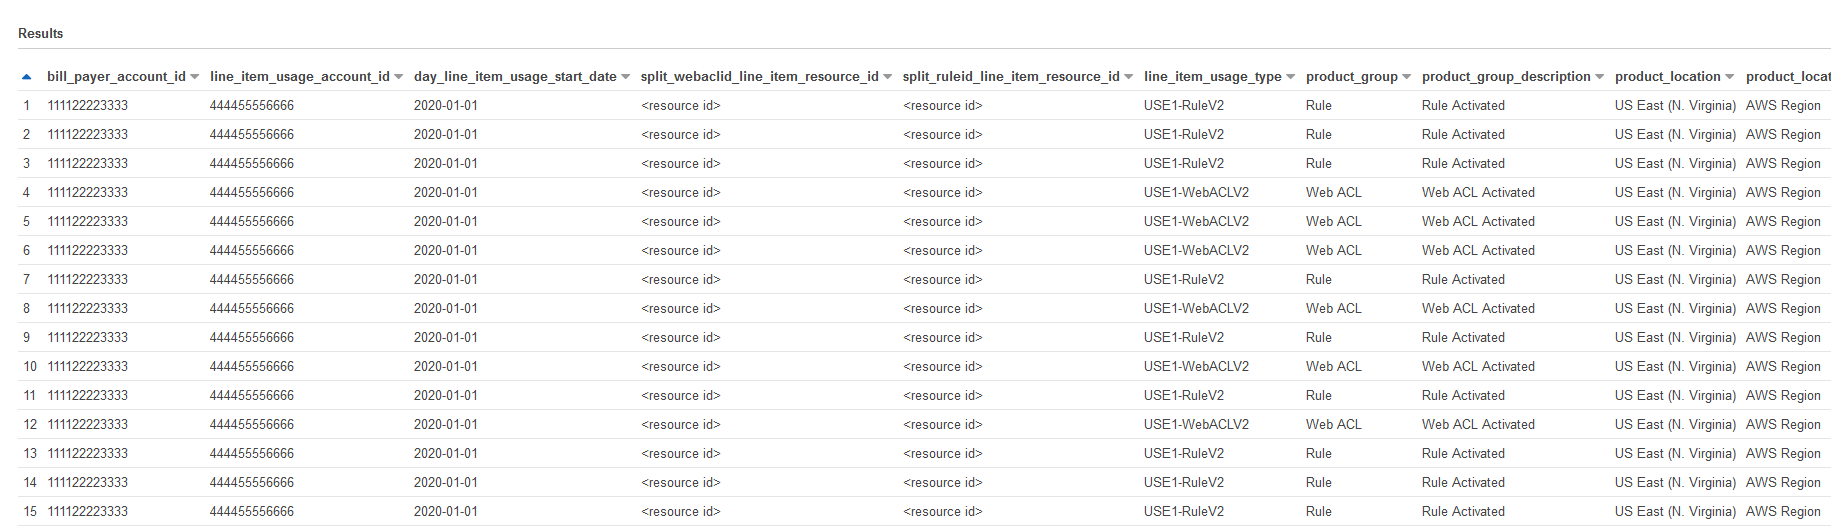 Results
bill_payer_account_id line_item_usage_account_id day_line_item_usage_start_date split_webaclid_line_item_resource_id split_ruleid_line_item_resource_id line_item_usage_type product_group product_group_description product_location product_locat
1 111122223333 444455556666 2020-01-01 <resource id> <resource id> USE1-RuleV2 Rule Rule Activated US East (N. Virginia) AWS Region
2 111122223333 444455556666 2020-01-01 <resource id> <resource id> USE1-RuleV2 Rule Rule Activated US East (N. Virginia) AWS Region
3 111122223333 444455556666 2020-01-01 <resource id> <resource id> USE1-RuleV2 Rule Rule Activated US East (N. Virginia) AWS Region
4 111122223333 444455556666 2020-01-01 <resource id> <resource id> USE1-WebACLV2 Web ACL Web ACL Activated US East (N. Virginia) AWS Region
5 111122223333 444455556666 2020-01-01 <resource id> <resource id> USE1-WebACLV2 Web ACL Web ACL Activated US East (N. Virginia) AWS Region
6 111122223333 444455556666 2020-01-01 <resource id> <resource id> USE1-WebACLV2 Web ACL Web ACL Activated US East (N. Virginia) AWS Region
7 111122223333 444455556666 2020-01-01 <resource id> <resource id> USE1-RuleV2 Rule Rule Activated US East (N. Virginia) AWS Region
8 111122223333 444455556666 2020-01-01 <resource id> <resource id> USE1-WebACLV2 Web ACL Web ACL Activated US East (N. Virginia) AWS Region
9 111122223333 444455556666 2020-01-01 <resource id> <resource id> USE1-RuleV2 Rule Rule Activated US East (N. Virginia) AWS Region
10 111122223333 444455556666 2020-01-01 <resource id> <resource id> USE1-WebACLV2 Web ACL Web ACL Activated US East (N. Virginia) AWS Region
11 111122223333 444455556666 2020-01-01 <resource id> <resource id> USE1-RuleV2 Rule Rule Activated US East (N. Virginia) AWS Region
12 111122223333 444455556666 2020-01-01 <resource id> <resource id> USE1-WebACLV2 Web ACL Web ACL Activated US East (N. Virginia) AWS Region
13 111122223333 444455556666 2020-01-01 <resource id> <resource id> USE1-RuleV2 Rule Rule Activated US East (N. Virginia) AWS Region
14 111122223333 444455556666 2020-01-01 <resource id> <resource id> USE1-RuleV2 Rule Rule Activated US East (N. Virginia) AWS Region
15 111122223333 444455556666 2020-01-01 <resource id> <resource id> USE1-RuleV2 Rule Rule Activated US East (N. Virginia) AWS Region